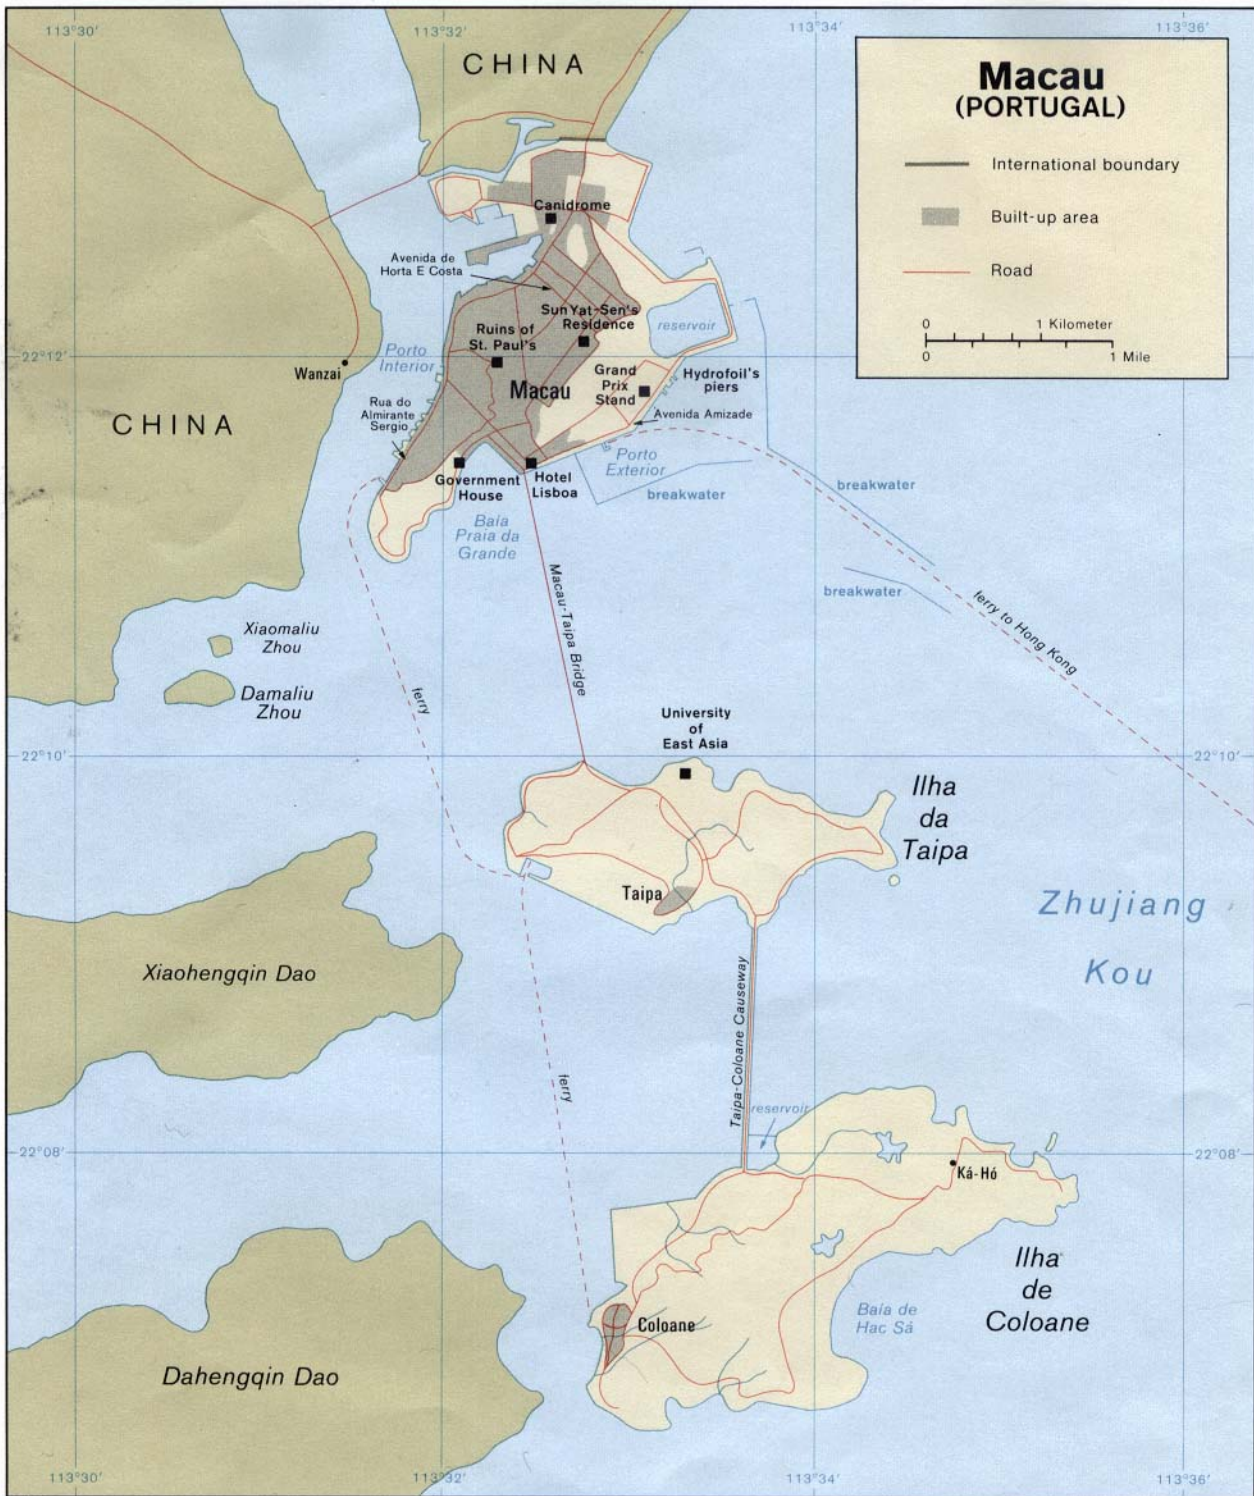 113°30'
113°32'
113°34'
113°36'
CHINA
Macau
(PORTUGAL)
International boundary
Built-up area
Road
0 1 Kilometer
0 1 Mile
Canidrome
Avenida de
Horta E Costa
Sun Yat-Sen's
Residence
reservoir
Ruins of
St. Paul's
Porto
Interior
22°12'
22°12'
Wanzai
Macau
Grand
Prix
Stand
Hydrofoil's
piers
Rua do
Almirante
Sergio
Avenida Amizade
CHINA
Porto
Exterior
Government
House
Hotel
Lisboa
breakwater
breakwater
Baía
Praia da
Grande
Macau-Taipa Bridge
breakwater
ferry to Hong Kong
Xiaomaliu
Zhou
Damaliu
Zhou
ferry
University
of
East Asia
22°10'
22°10'
Ilha
da
Taipa
Taipa
Zhujiang
Kou
Xiaohengqin Dao
Taipa-Coloane Causeway
ferry
reservoir
22°08'
22°08'
Ká-Hó
Ilha
de
Coloane
Baía de
Hac Sá
Coloane
Dahengqin Dao
113°30'
113°32'
113°34'
113°36'